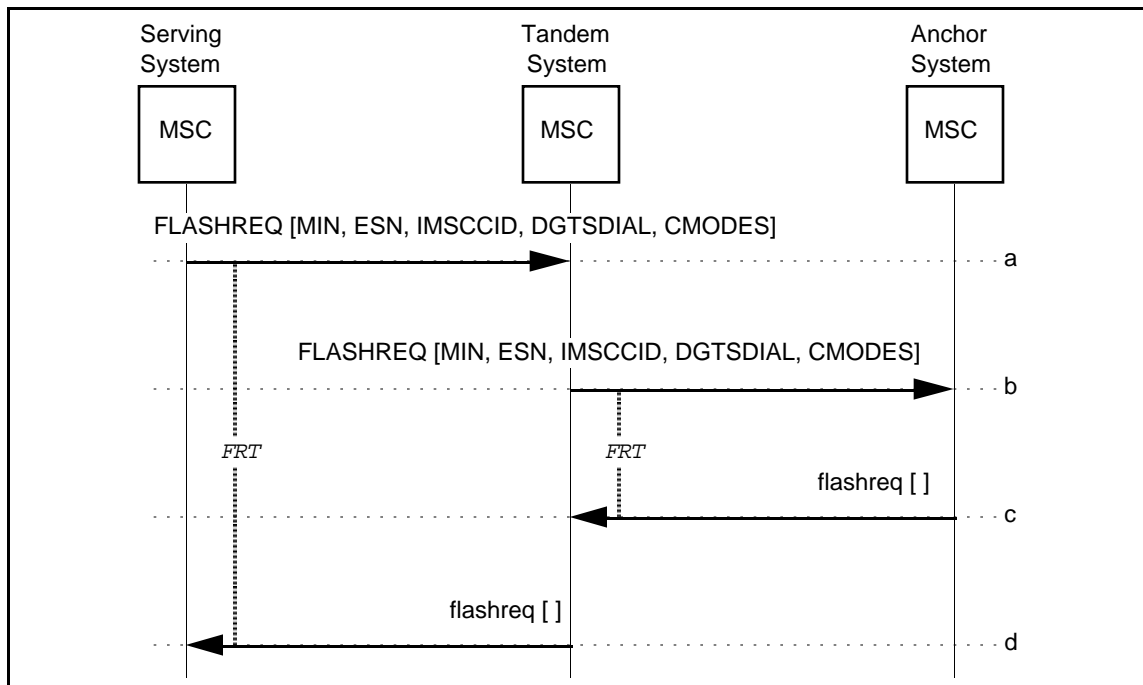 Serving
System
Tandem
System
Anchor
System
MSC
MSC
MSC
FLASHREQ [MIN, ESN, IMSCCID, DGTSDIAL, CMODES]
a
FLASHREQ [MIN, ESN, IMSCCID, DGTSDIAL, CMODES]
b
FRT
FRT
flashreq [ ]
c
flashreq [ ]
d